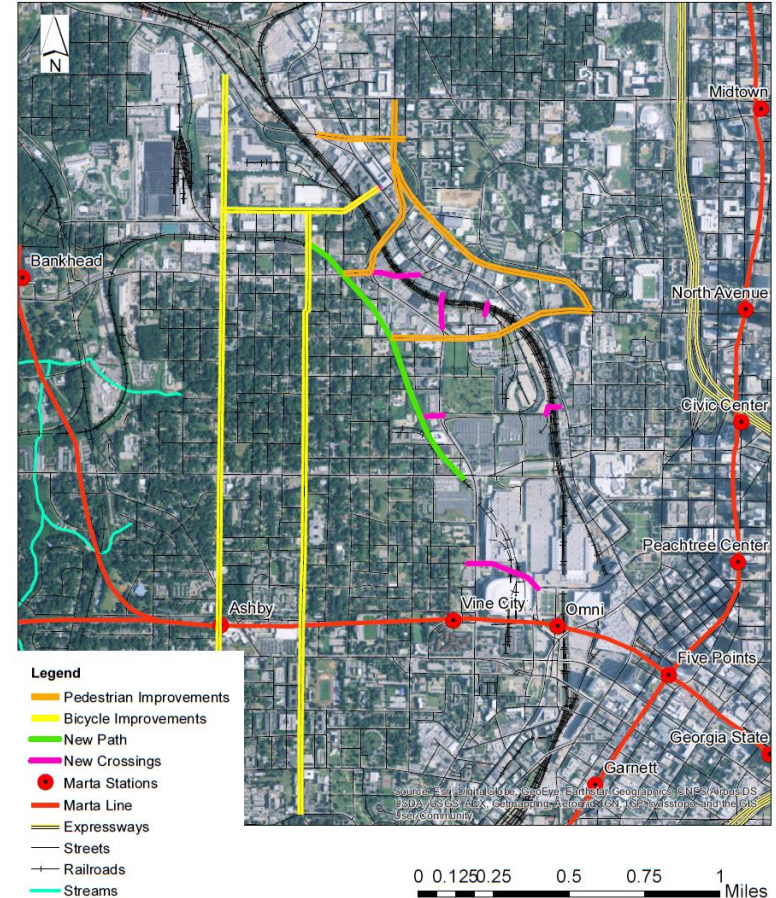 N
Midtown
Bankhead
North Avenue
Civic Center
Peachtree Center
Ashby
Vine City
Omni
Five Points
Georgia State
Garnett
Legend
Pedestrian Improvements
Bicycle Improvements
New Path
New Crossings
Marta Stations
Marta Line
Expressways
Streets
Railroads
Streams
Source: Esri, DigitalGlobe, GeoEye, Earthstar Geographics, CNES/Airbus DS
USDA, USGS, AEX, Getmapping, Aerogrid, IGN, IGP, swisstopo, and the GIS
User Community
0 0.125 0.25 0.5 0.75 1
Miles